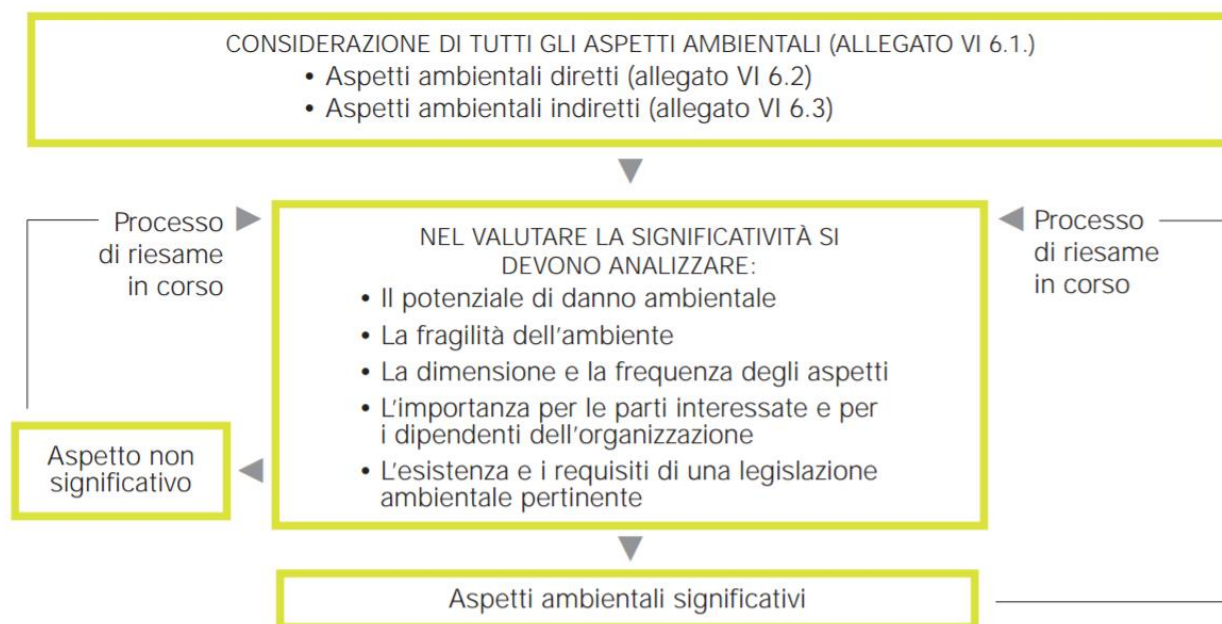 CONSIDERAZIONE DI TUTTI GLI ASPETTI AMBIENTALI (ALLEGATO VI 6.1.)
• Aspetti ambientali diretti (allegato VI 6.2)
• Aspetti ambientali indiretti (allegato VI 6.3)
Processo
di riesame
in corso
NEL VALUTARE LA SIGNIFICATIVITÀ SI
DEVONO ANALIZZARE:
• Il potenziale di danno ambientale
• La fragilità dell'ambiente
• La dimensione e la frequenza degli aspetti
• L'importanza per le parti interessate e per
i dipendenti dell'organizzazione
• L'esistenza e i requisiti di una legislazione
ambientale pertinente
Processo
di riesame
in corso
Aspetto non
significativo
Aspetti ambientali significativi